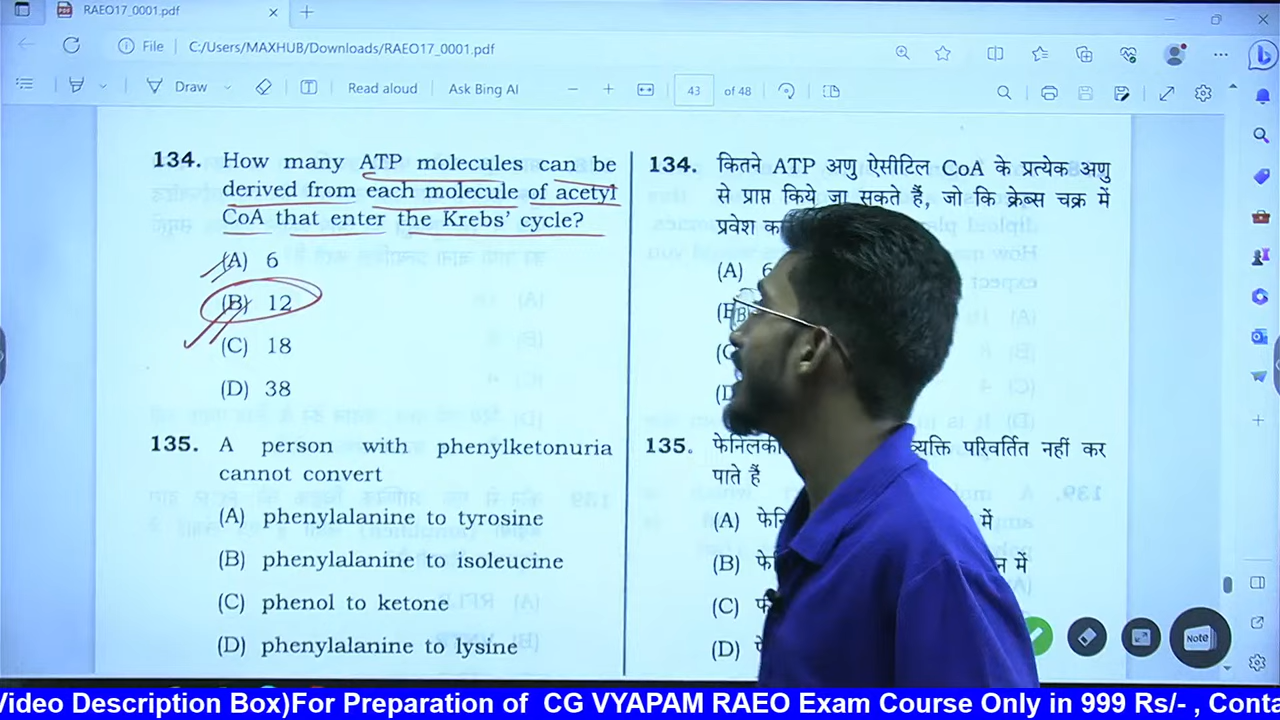 RAEO17_0001.pdf
File C:/Users/MAXHUB/Downloads/RAEO17_0001.pdf
Draw Read aloud Ask Bing AI 43 of 48
134. How many ATP molecules can be
derived from each molecule of acetyl
CoA that enter the Krebs' cycle?
(A) 6
(B) 12
(C) 18
(D) 38
135. A person with phenylketonuria
cannot convert
(A) phenylalanine to tyrosine
(B) phenylalanine to isoleucine
(C) phenol to ketone
(D) phenylalanine to lysine
134. कितने ATP अणु ऐसीटिल CoA के प्रत्येक अणु
से प्राप्त किये जा सकते हैं, जो कि क्रेब्स चक्र में
प्रवेश
(A) 6
135. व्यक्ति परिवर्तित नहीं कर
पाते हैं
(A) में
(B) में
(C)
(D)
Note
Video Description Box)For Preparation of CG VYAPAM RAEO Exam Course Only in 999 Rs/- , Conta